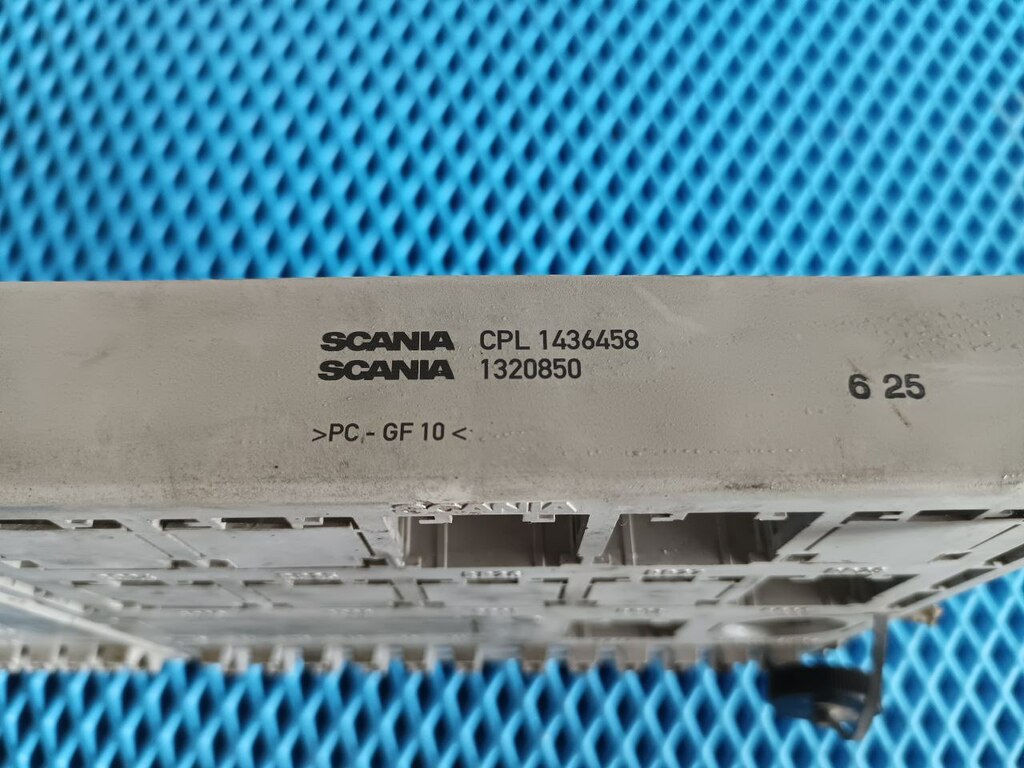 SCANIA CPL 1436458
SCANIA 1320850
6 25
>PC - GF 10 <
SCANIA